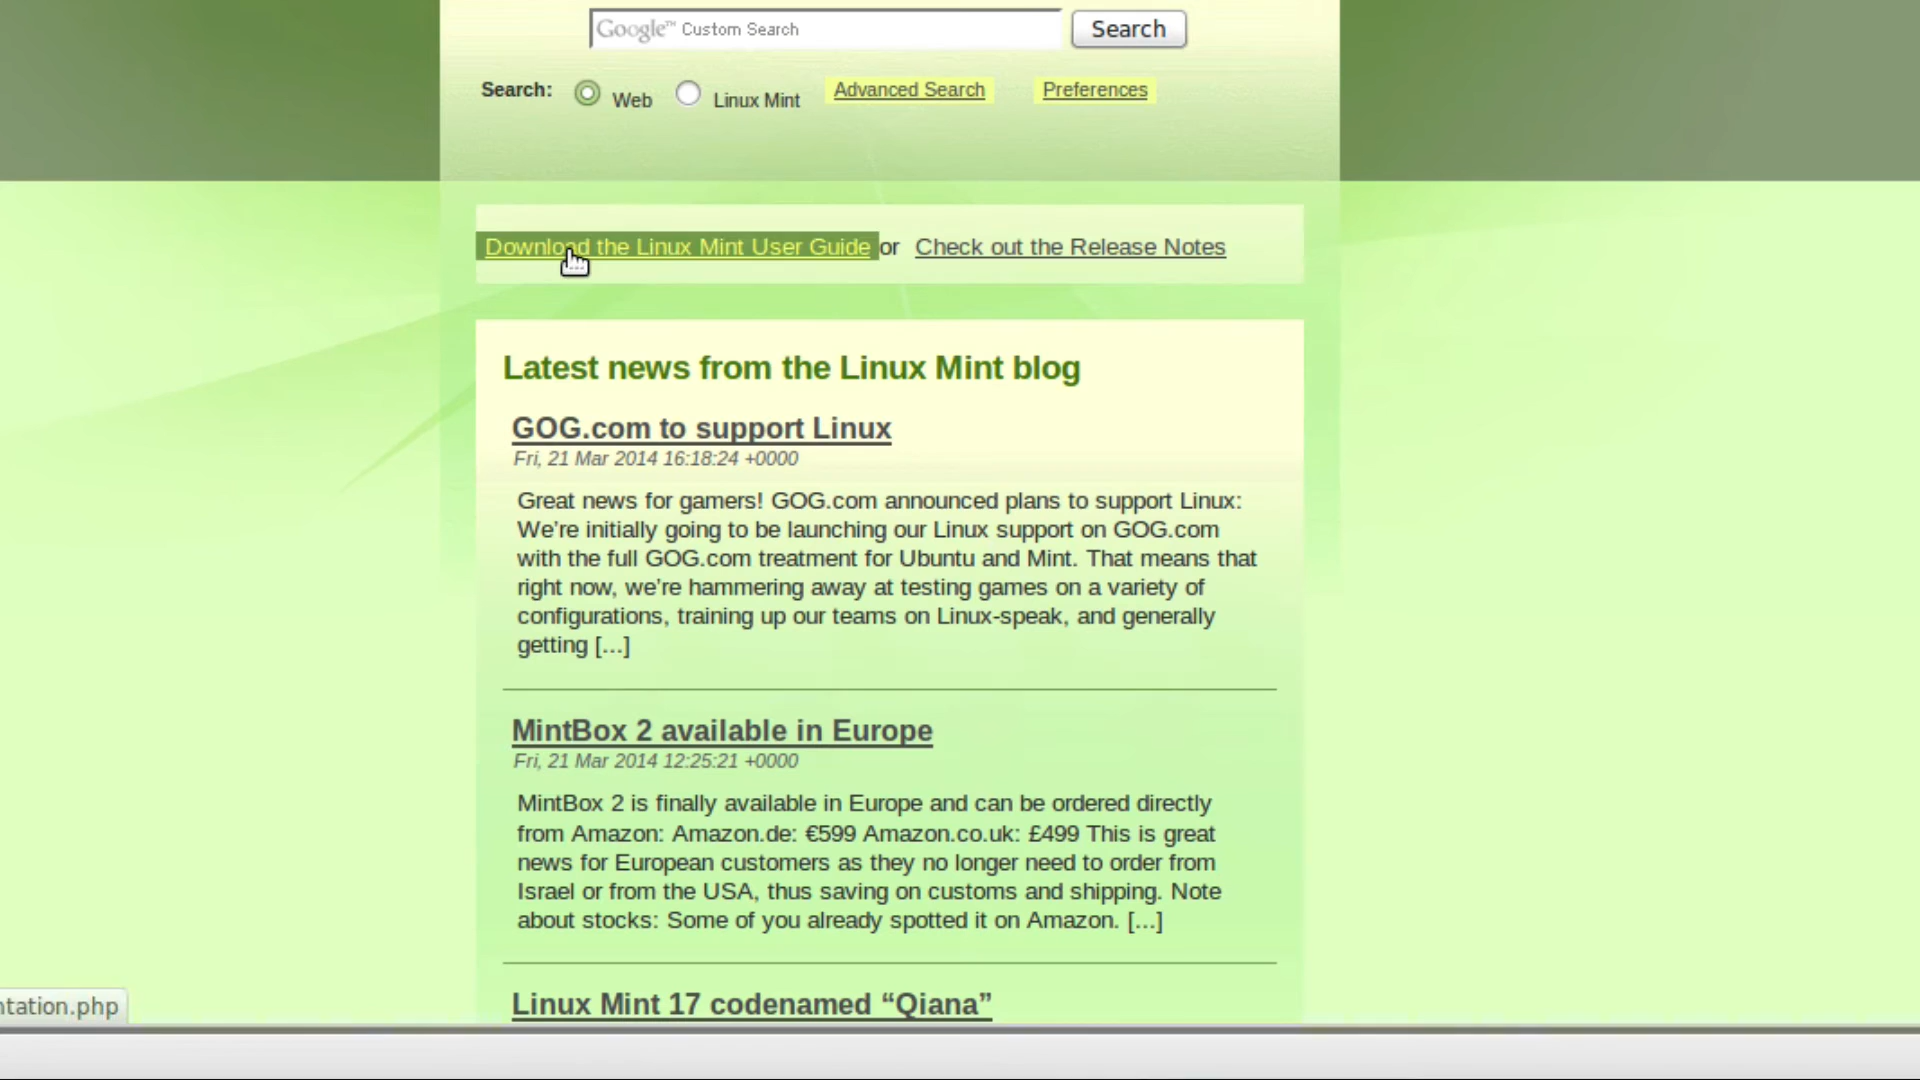 Google™ Custom Search Search
Search: Web Linux Mint Advanced Search Preferences
Download the Linux Mint User Guide or Check out the Release Notes
Latest news from the Linux Mint blog
GOG.com to support Linux
Fri, 21 Mar 2014 16:18:24 +0000
Great news for gamers! GOG.com announced plans to support Linux:
We’re initially going to be launching our Linux support on GOG.com
with the full GOG.com treatment for Ubuntu and Mint. That means that
right now, we’re hammering away at testing games on a variety of
configurations, training up our teams on Linux-speak, and generally
getting [...]
MintBox 2 available in Europe
Fri, 21 Mar 2014 12:25:21 +0000
MintBox 2 is finally available in Europe and can be ordered directly
from Amazon: Amazon.de: €599 Amazon.co.uk: £499 This is great
news for European customers as they no longer need to order from
Israel or from the USA, thus saving on customs and shipping. Note
about stocks: Some of you already spotted it on Amazon. [...]
Linux Mint 17 codenamed “Qiana”
ntation.php